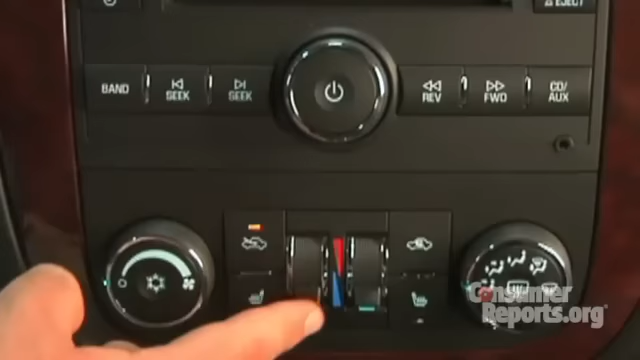 EJECT
BAND
SEEK
SEEK
REV
FWD
CD/
AUX
Consumer
Reports.org